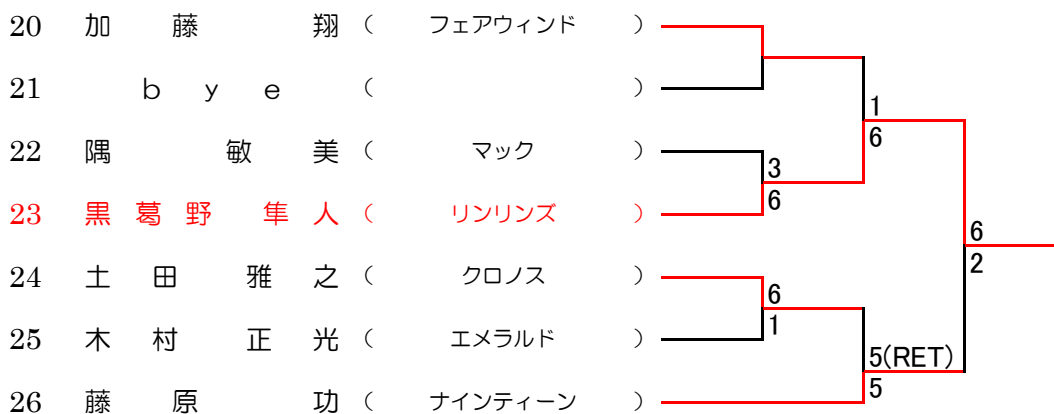 20 加藤 翔 ( フェアウィンド )
21 bye ( )
1
22 隅 敏美 ( マック )
6
3
23 黒葛野 隼人 ( リンリンズ )
6
6
24 土田 雅之 ( クロノス )
2
6
25 木村 正光 ( エメラルド )
1
5(RET)
26 藤原 功 ( ナインティーン )
5